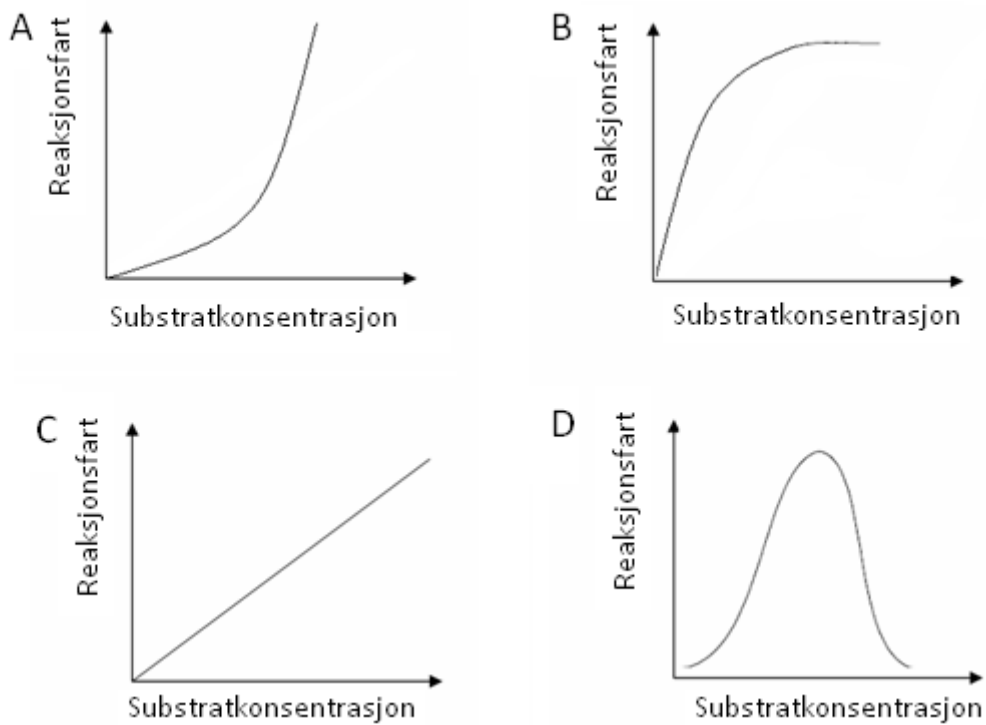 A
Reaksjonsfart
Substratkonsentrasjon
B
Reaksjonsfart
Substratkonsentrasjon
C
Reaksjonsfart
Substratkonsentrasjon
D
Reaksjonsfart
Substratkonsentrasjon